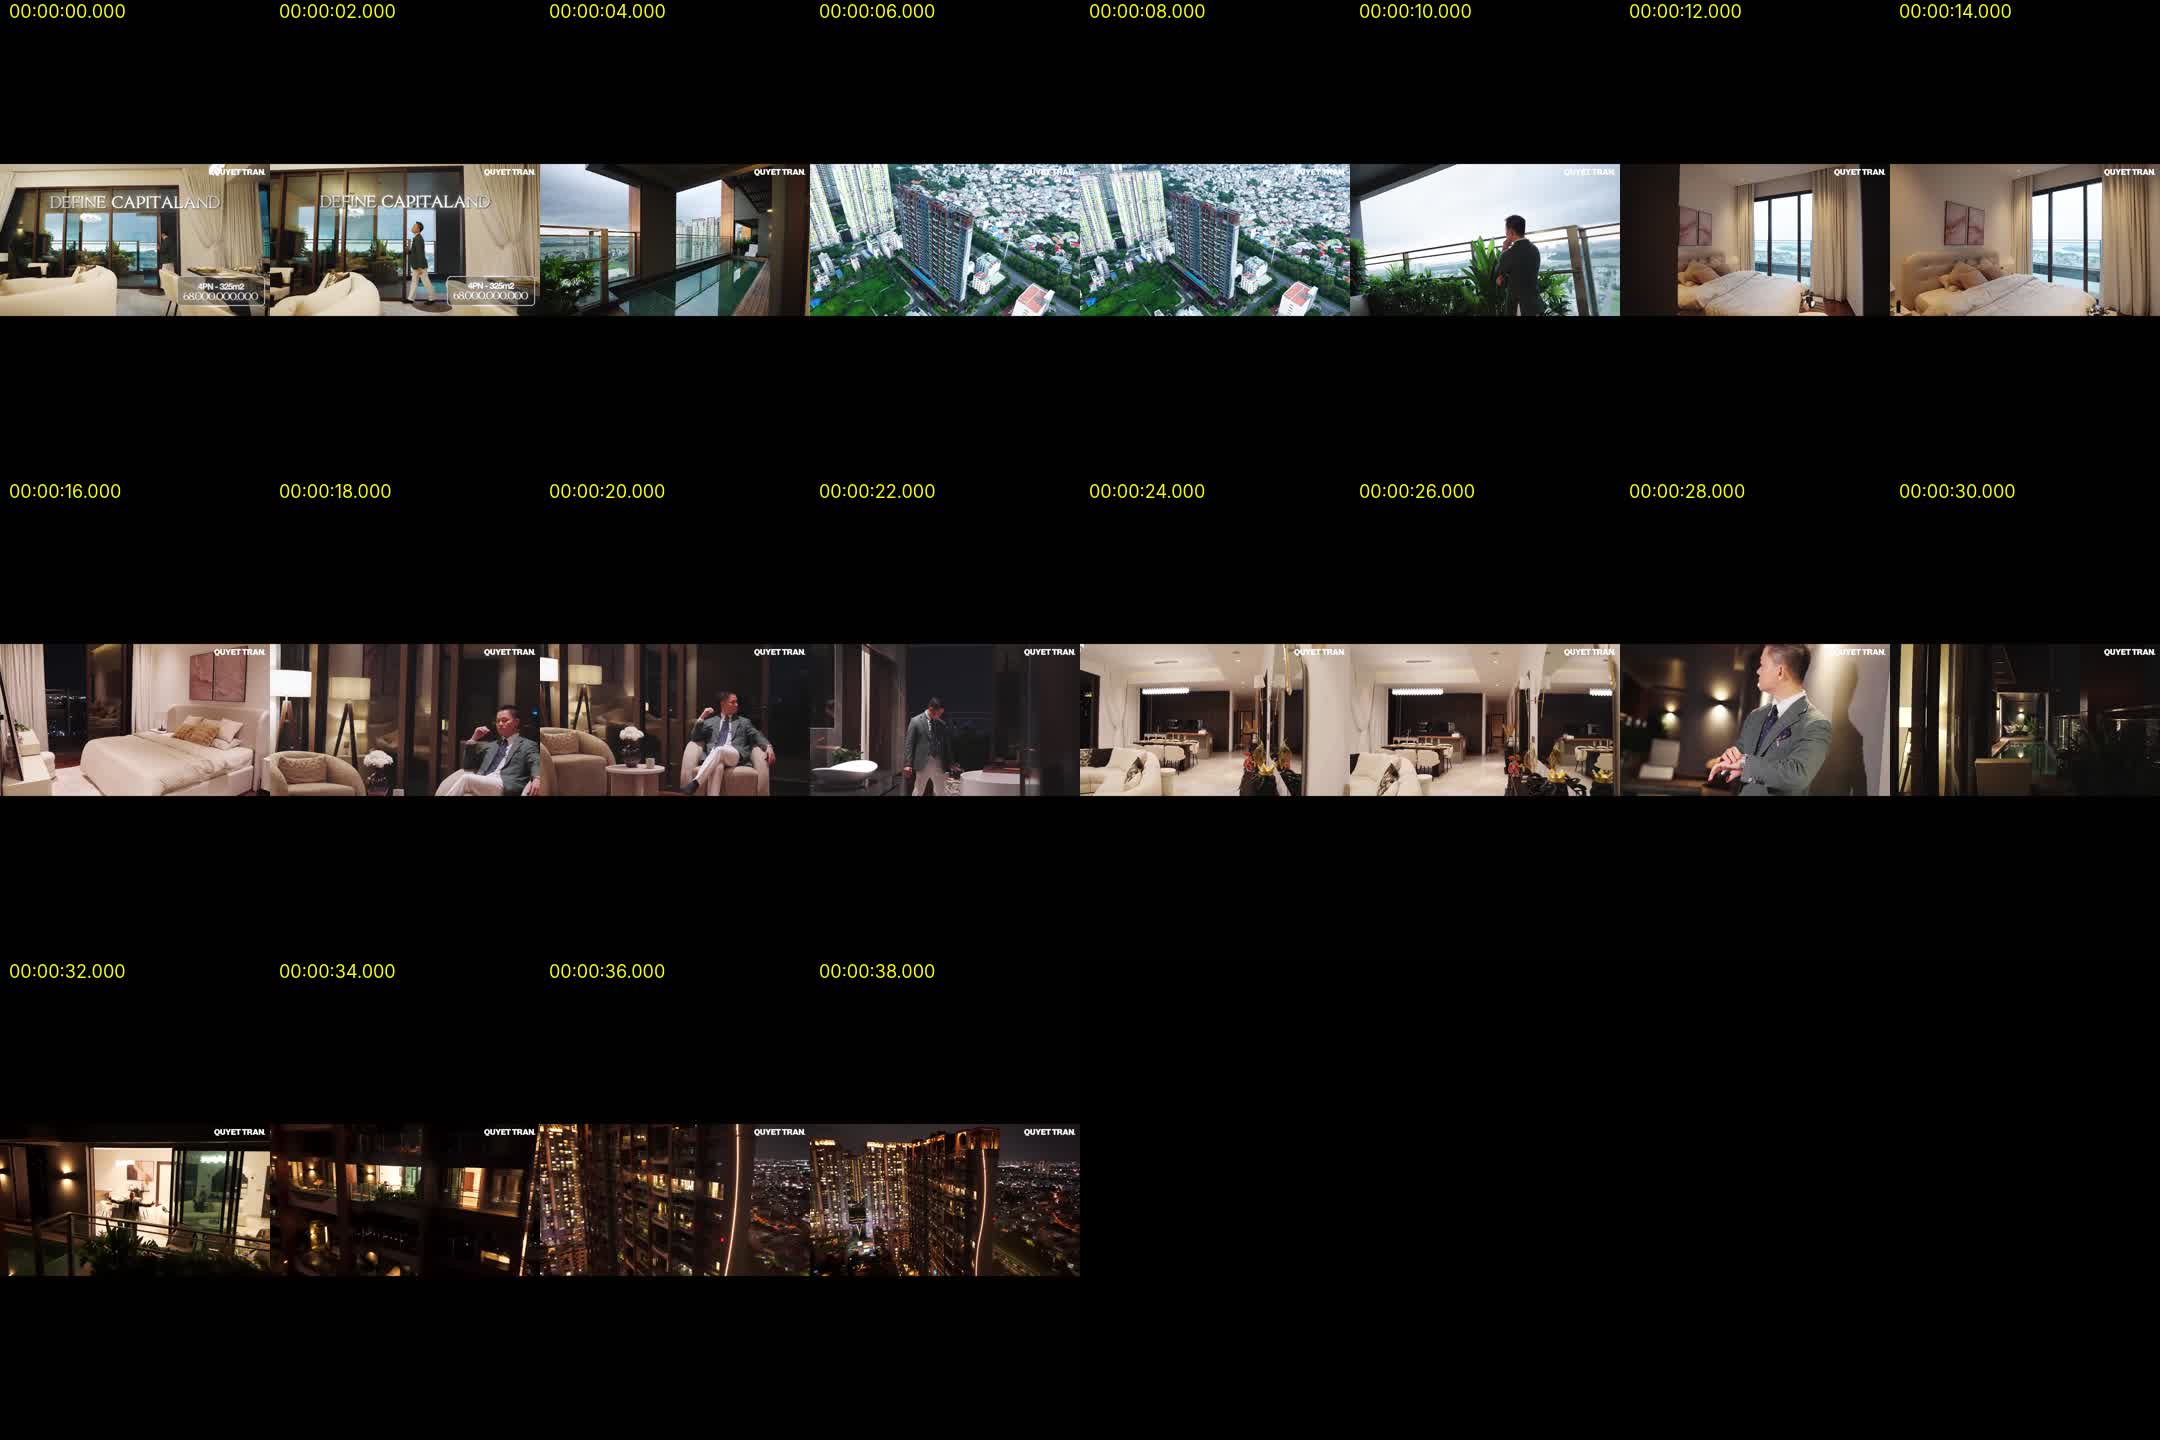 00:00:00.000
00:00:02.000
00:00:04.000
00:00:06.000
00:00:08.000
00:00:10.000
00:00:12.000
00:00:14.000
QUYET TRAN.
DEFINE CAPITALAND
4PN - 325m2
68.000.000.000
QUYET TRAN.
DEFINE CAPITALAND
4PN - 325m2
68.000.000.000
QUYET TRAN.
QUYET TRAN.
QUYET TRAN.
QUYET TRAN.
QUYET TRAN.
QUYET TRAN.
00:00:16.000
00:00:18.000
00:00:20.000
00:00:22.000
00:00:24.000
00:00:26.000
00:00:28.000
00:00:30.000
QUYET TRAN.
QUYET TRAN.
QUYET TRAN.
QUYET TRAN.
QUYET TRAN.
QUYET TRAN.
QUYET TRAN.
QUYET TRAN.
00:00:32.000
00:00:34.000
00:00:36.000
00:00:38.000
QUYET TRAN.
QUYET TRAN.
QUYET TRAN.
QUYET TRAN.